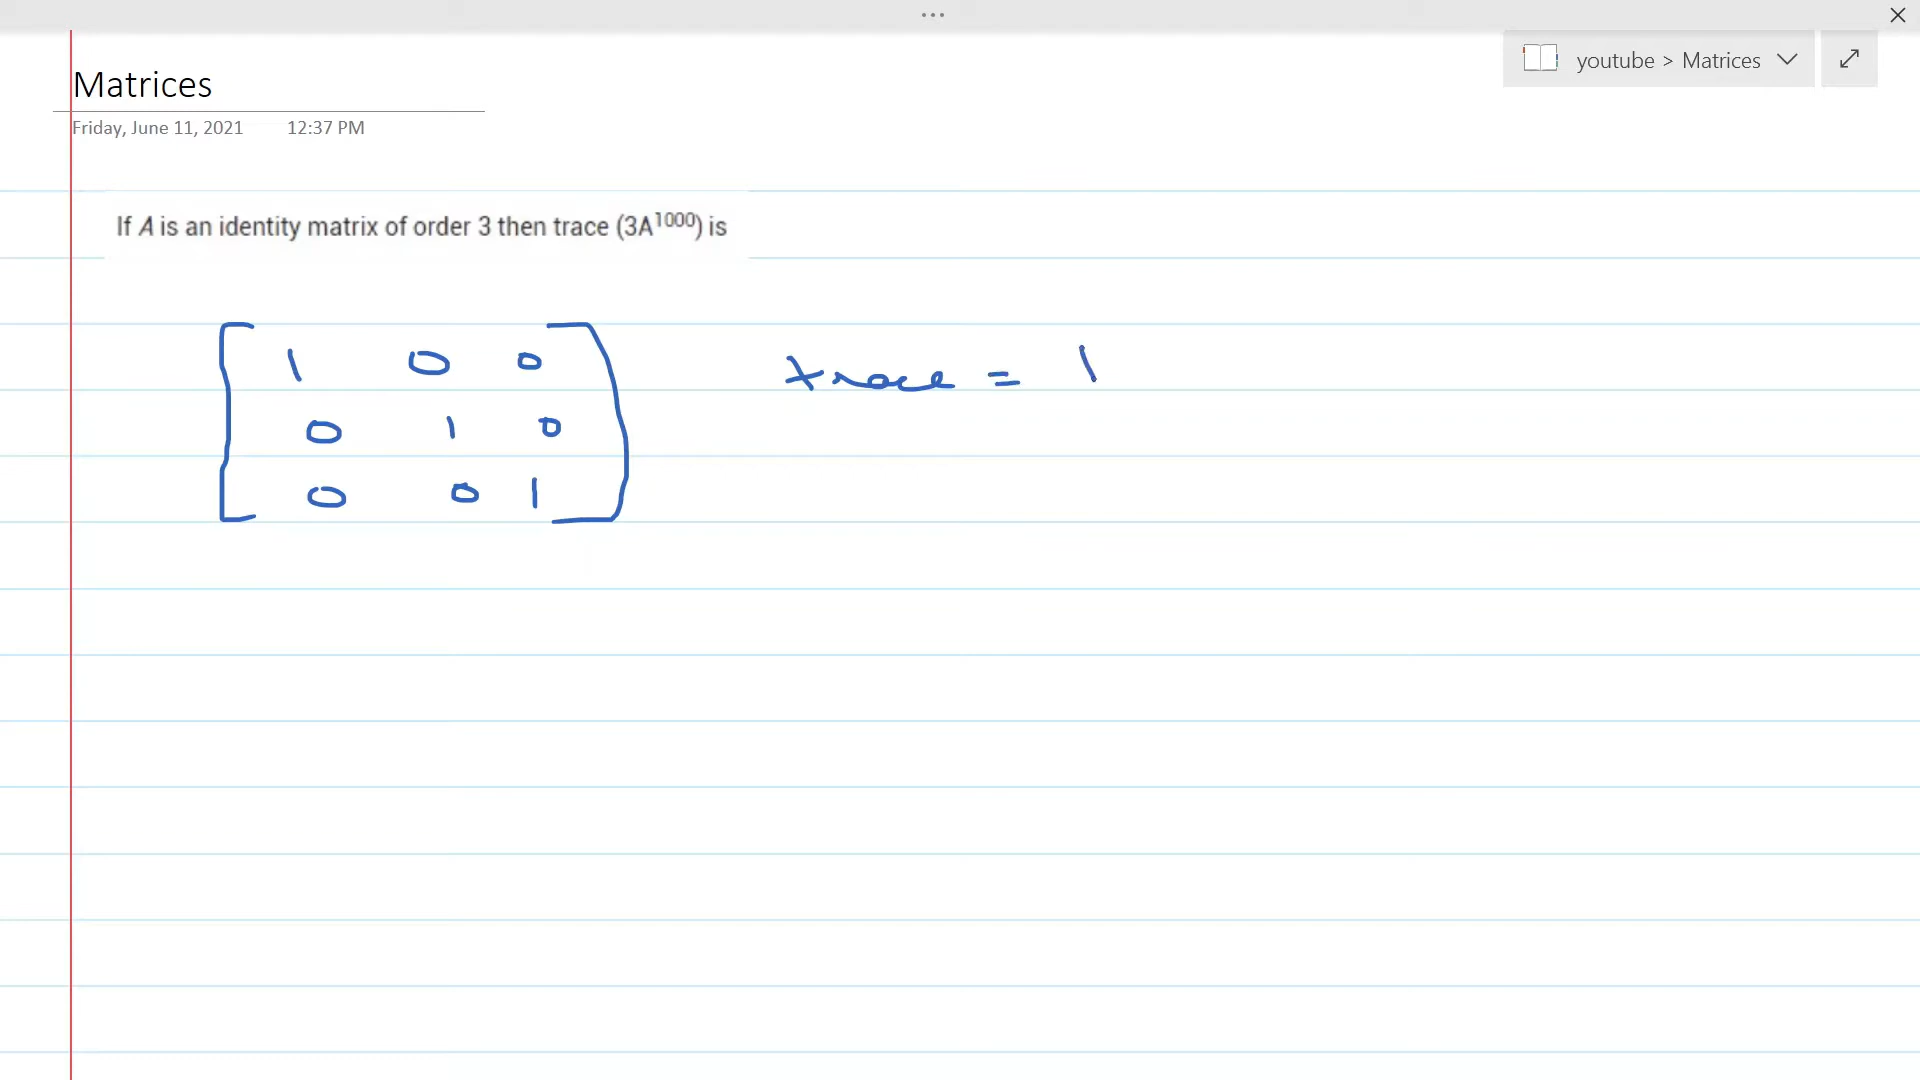 youtube > Matrices
Matrices
Friday, June 11, 2021 12:37 PM
If A is an identity matrix of order 3 then trace (3A¹⁰⁰⁰) is
1 0 0
trace = 1
0 1 0
0 0 1